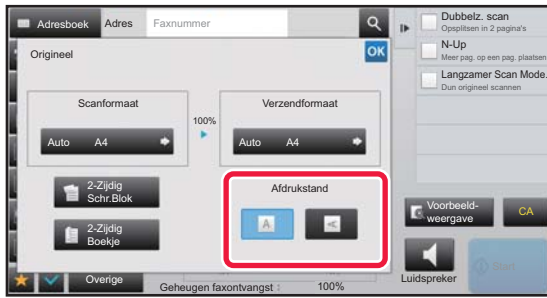 Adresboek
Adres
Faxnummer
Origineel
OK
Scanformaat
Auto A4
100%
Verzendformaat
Auto A4
2-Zijdig
Schr.Blok
2-Zijdig
Boekje
Afdrukstand
A
A
Dubbelz. scan
Opsplitsen in 2 pagina's
N-Up
Meer pag. op een pag. plaatsen
Langzamer Scan Mode.
Dun origineel scannen
Voorbeeld-
weergave
CA
Luidspreker
Start
Overige
Geheugen faxontvangst : 100%